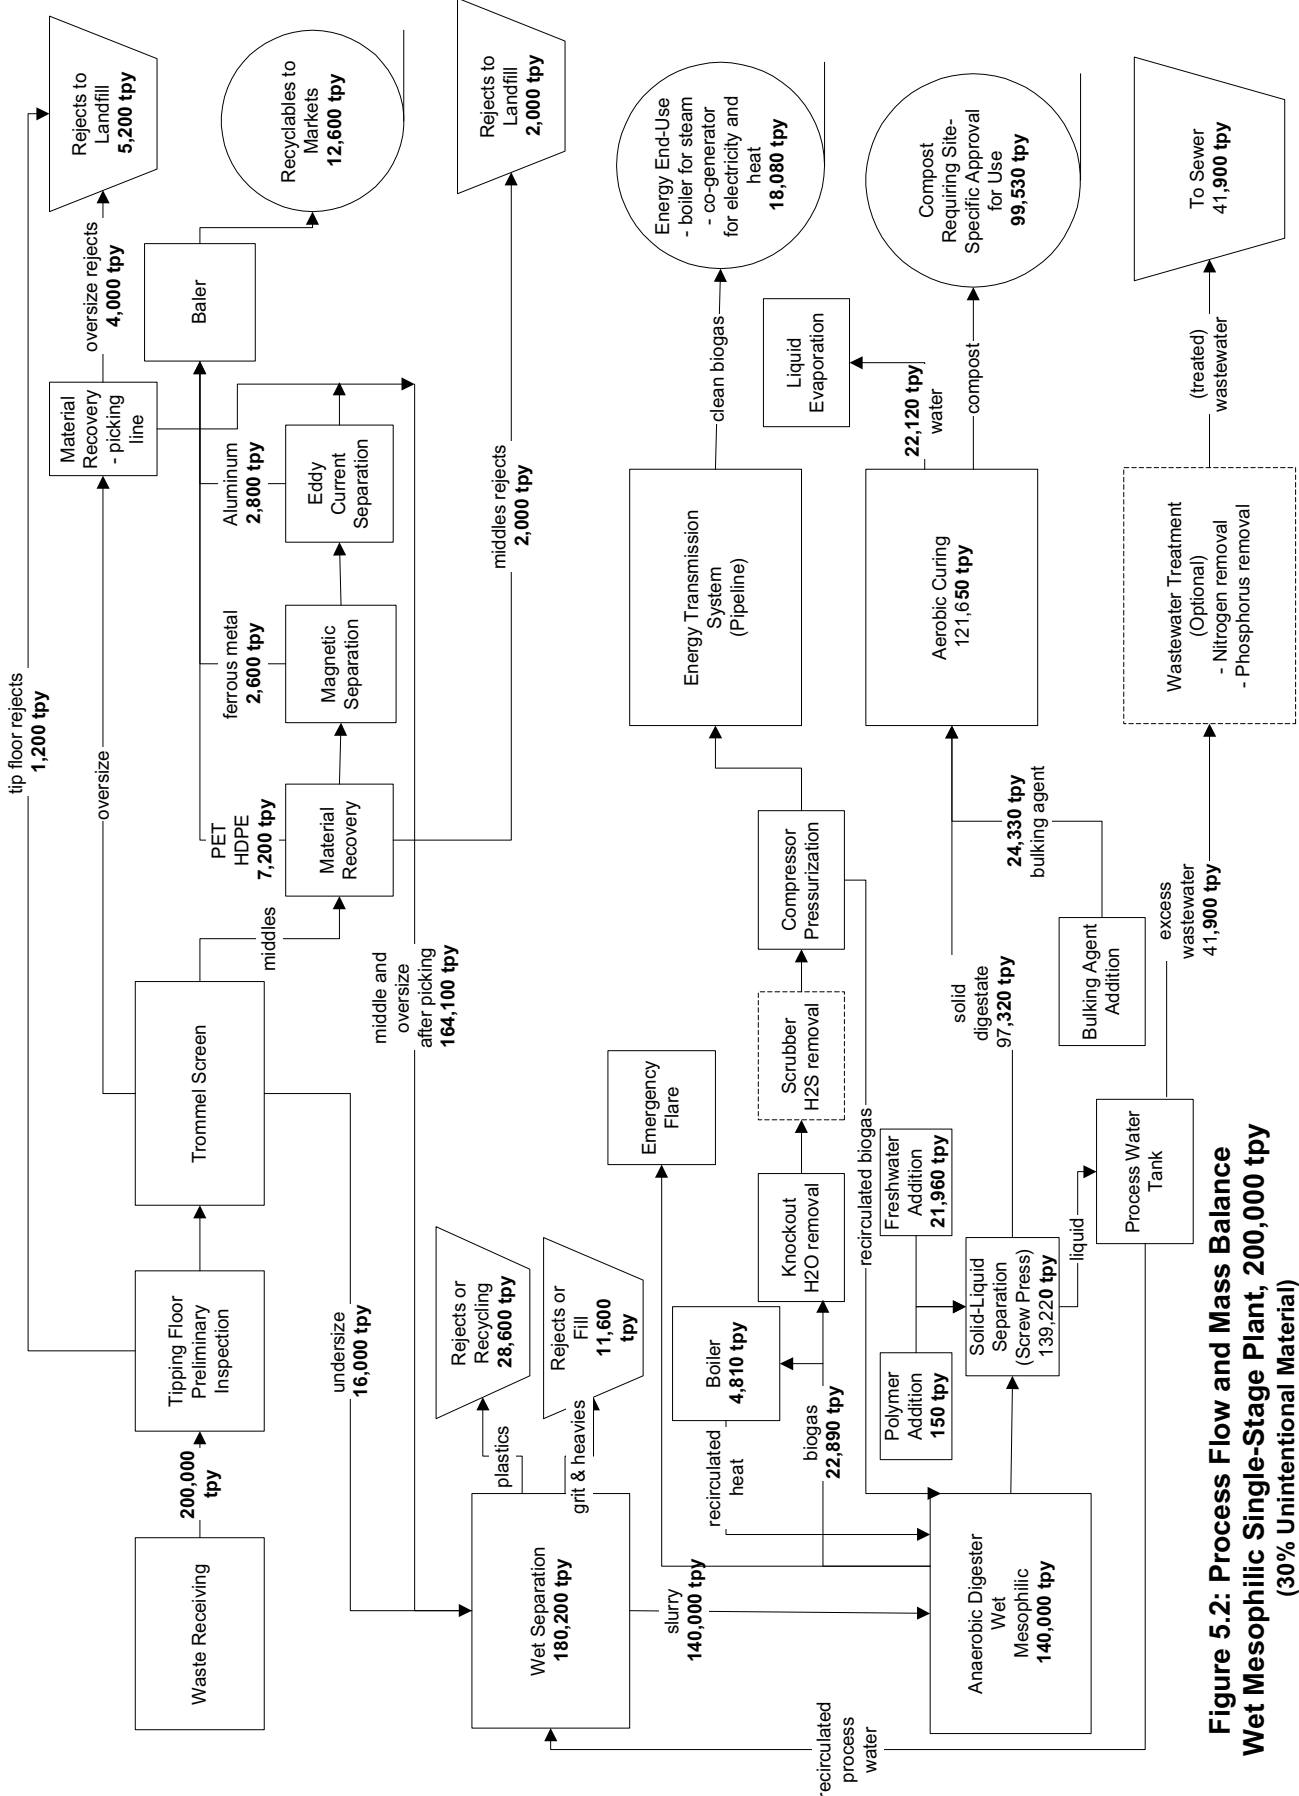 Waste Receiving
200,000
tpy
Tipping Floor
Preliminary
Inspection
tip floor rejects
1,200 tpy
Trommel Screen
oversize
Material
Recovery
- picking
line
oversize rejects
4,000 tpy
Rejects to
Landfill
5,200 tpy
middles
Material
Recovery
PET
HDPE
7,200 tpy
Magnetic
Separation
ferrous metal
2,600 tpy
Eddy
Current
Separation
Aluminum
2,800 tpy
Baler
Recyclables to
Markets
12,600 tpy
middles rejects
2,000 tpy
Rejects to
Landfill
2,000 tpy
undersize
16,000 tpy
middle and
oversize
after picking
164,100 tpy
Wet Separation
180,200 tpy
plastics
Rejects or
Recycling
28,600 tpy
grit & heavies
Rejects or
Fill
11,600
tpy
slurry
140,000 tpy
Emergency
Flare
recirculated
heat
Boiler
4,810 tpy
biogas
22,890 tpy
Knockout
H2O removal
Scrubber
H2S removal
Compressor
Pressurization
recirculated biogas
Energy Transmission
System
(Pipeline)
clean biogas
Energy End-Use
- boiler for steam
- co-generator
for electricity and
heat
18,080 tpy
Anaerobic Digester
Wet
Mesophilic
140,000 tpy
Polymer
Addition
150 tpy
Freshwater
Addition
21,960 tpy
Solid-Liquid
Separation
(Screw Press)
139,220 tpy
solid
digestate
97,320 tpy
24,330 tpy
bulking agent
Bulking Agent
Addition
Aerobic Curing
121,650 tpy
22,120 tpy
water
Liquid
Evaporation
compost
Compost
Requiring Site-
Specific Approval
for Use
99,530 tpy
liquid
Process Water
Tank
recirculated
process
water
excess
wastewater
41,900 tpy
Wastewater Treatment
(Optional)
- Nitrogen removal
- Phosphorus removal
(treated)
wastewater
To Sewer
41,900 tpy
Figure 5.2: Process Flow and Mass Balance
Wet Mesophilic Single-Stage Plant, 200,000 tpy
(30% Unintentional Material)